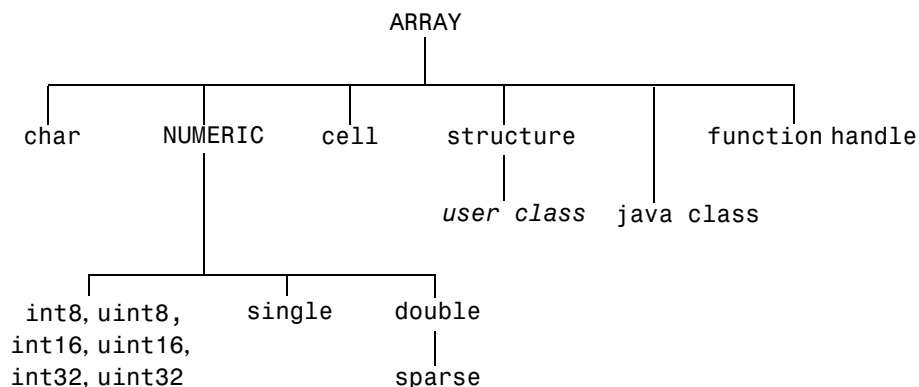 ARRAY
char NUMERIC cell structure function handle
user class java class
int8, uint8, single double
int16, uint16,
int32, uint32 sparse